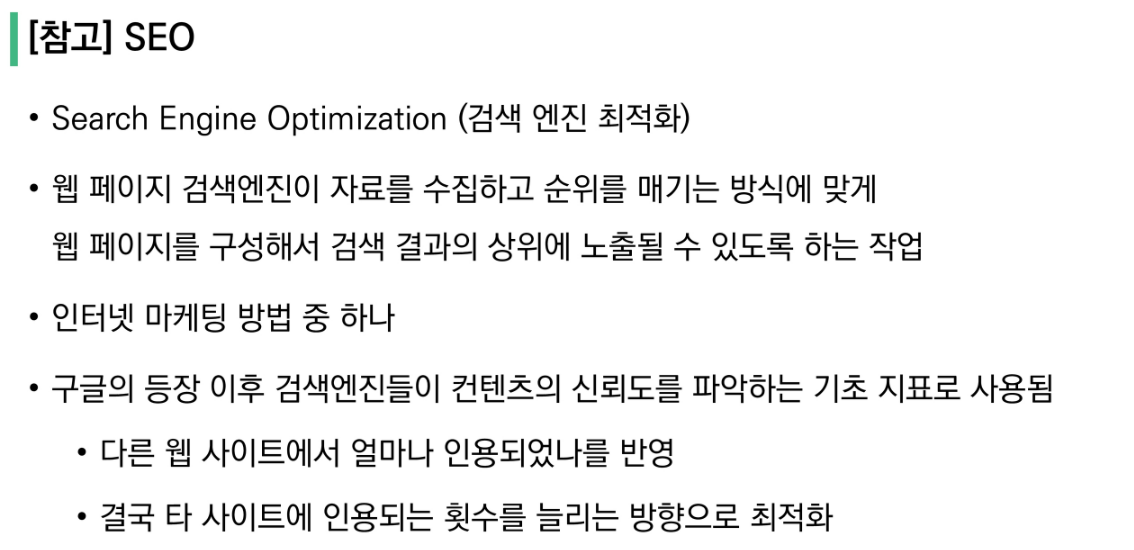 [참고] SEO
• Search Engine Optimization (검색 엔진 최적화)
• 웹 페이지 검색엔진이 자료를 수집하고 순위를 매기는 방식에 맞게
웹 페이지를 구성해서 검색 결과의 상위에 노출될 수 있도록 하는 작업
• 인터넷 마케팅 방법 중 하나
• 구글의 등장 이후 검색엔진들이 컨텐츠의 신뢰도를 파악하는 기초 지표로 사용됨
• 다른 웹 사이트에서 얼마나 인용되었나를 반영
• 결국 타 사이트에 인용되는 횟수를 늘리는 방향으로 최적화